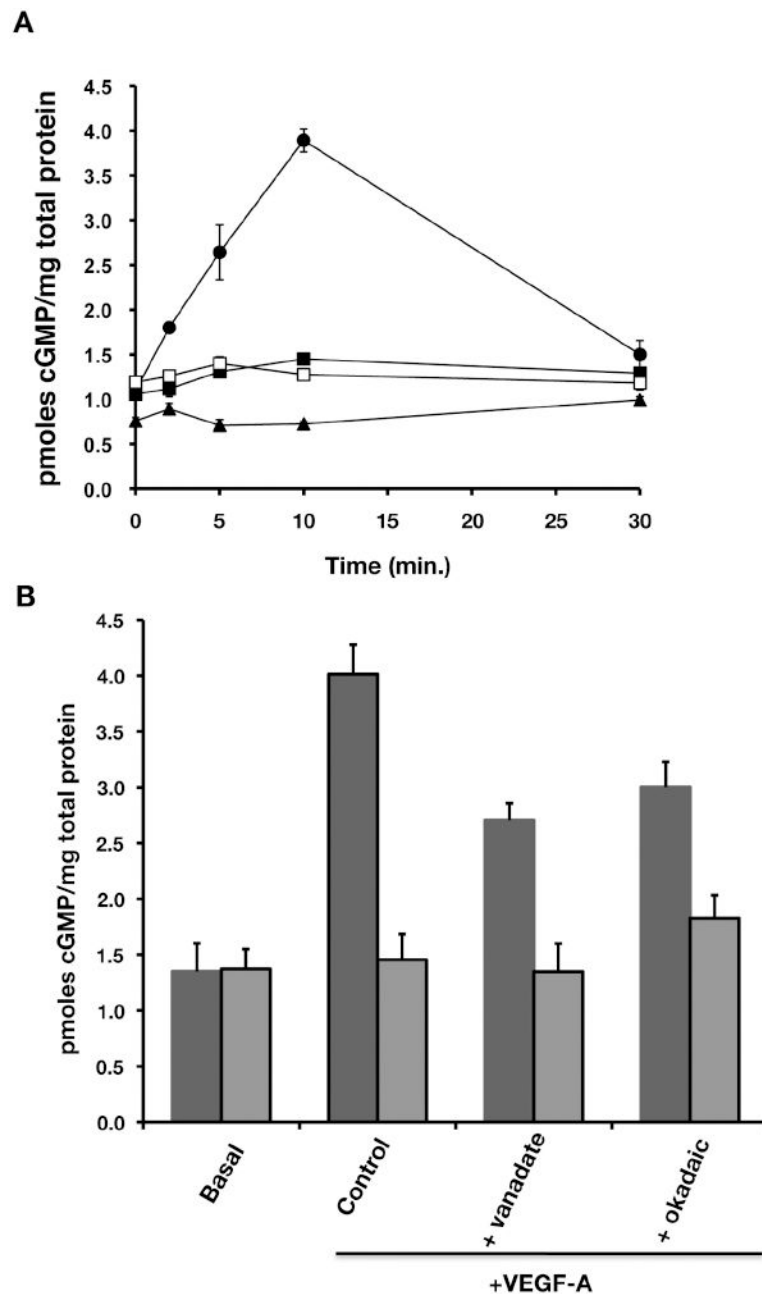 A
pmoles cGMP/mg total protein
4.5
4.0
3.5
3.0
2.5
2.0
1.5
1.0
0.5
0.0
0 5 10 15 20 25 30
Time (min.)
B
pmoles cGMP/mg total protein
4.5
4.0
3.5
3.0
2.5
2.0
1.5
1.0
0.5
0.0
Basal
Control
+ vanadate
+ okadaic
+VEGF-A